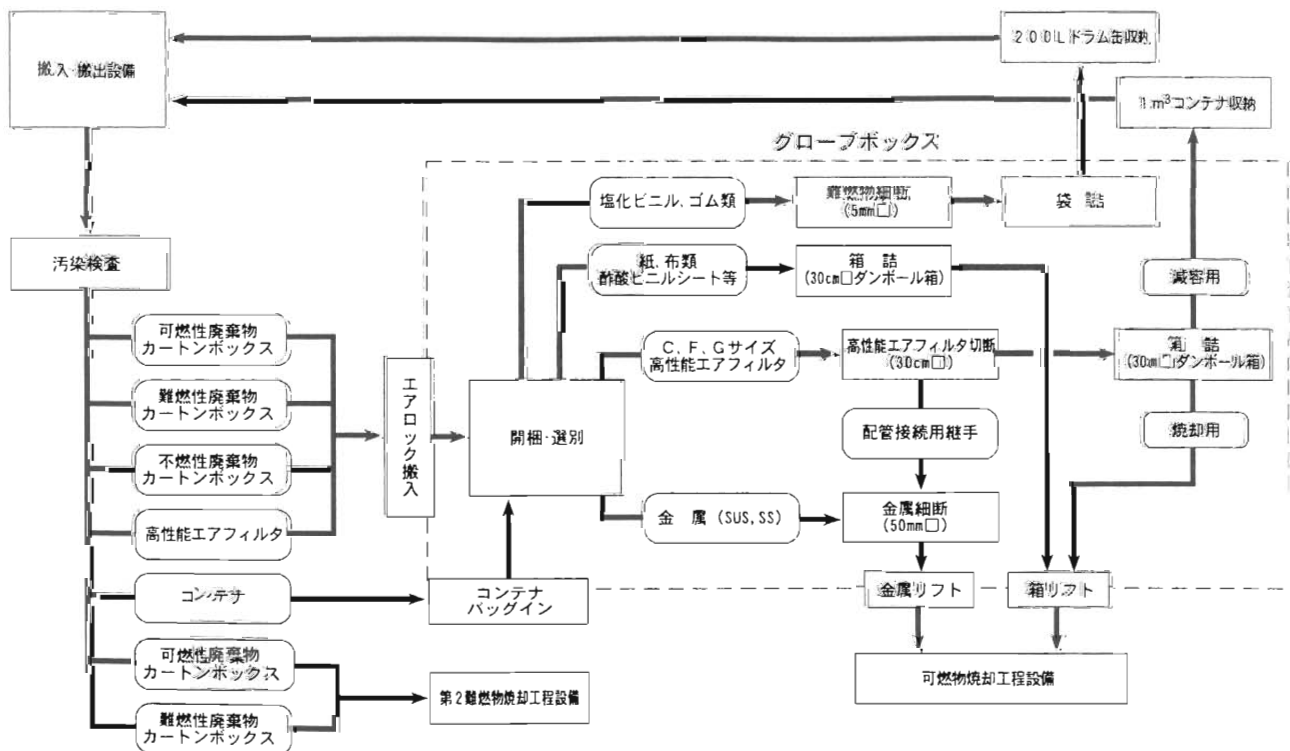 200Lドラム缶収納
搬入・搬出設備
1m³コンテナ収納
グローブボックス
塩化ビニル、ゴム類
難燃物細断
(5mm□)
袋 詰
汚染検査
紙、布類
酢酸ビニルシート等
箱 詰
(30cm□ダンボール箱)
減容用
可燃性廃棄物
カートンボックス
C、F、Gサイズ
高性能エアフィルタ
高性能エアフィルタ切断
(30cm□)
箱 詰
(30cm□ダンボール箱)
難燃性廃棄物
カートンボックス
エアロック搬入
開梱・選別
配管接続用継手
焼却用
不燃性廃棄物
カートンボックス
高性能エアフィルタ
金 属 (SUS, SS)
金属細断
(50mm□)
コンテナ
コンテナ
バッグイン
金属リフト
箱リフト
可燃性廃棄物
カートンボックス
第2難燃物焼却工程設備
可燃物焼却工程設備
難燃性廃棄物
カートンボックス